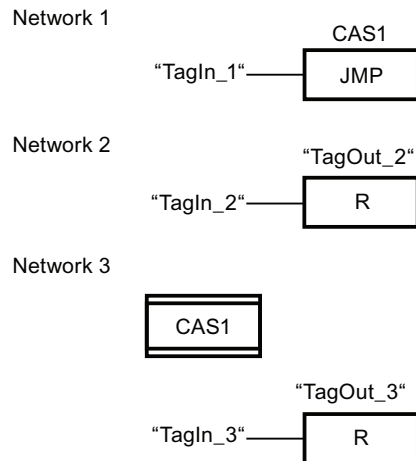 Network 1
CAS1
“TagIn_1“ JMP
Network 2
“TagOut_2“
“TagIn_2“ R
Network 3
CAS1
“TagOut_3“
“TagIn_3“ R